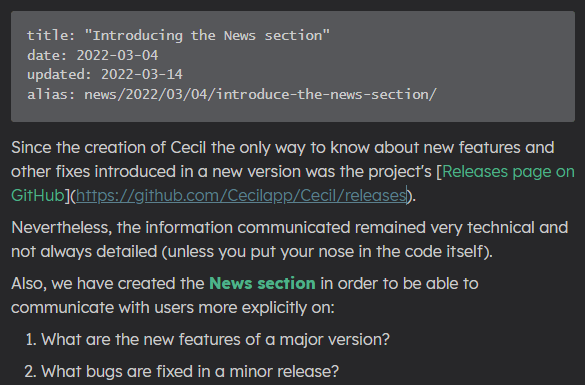 title: "Introducing the News section"
date: 2022-03-04
updated: 2022-03-14
alias: news/2022/03/04/introduce-the-news-section/
Since the creation of Cecil the only way to know about new features and
other fixes introduced in a new version was the project's [Releases page on
GitHub](https://github.com/Cecilapp/Cecil/releases).
Nevertheless, the information communicated remained very technical and
not always detailed (unless you put your nose in the code itself).
Also, we have created the News section in order to be able to
communicate with users more explicitly on:
1. What are the new features of a major version?
2. What bugs are fixed in a minor release?